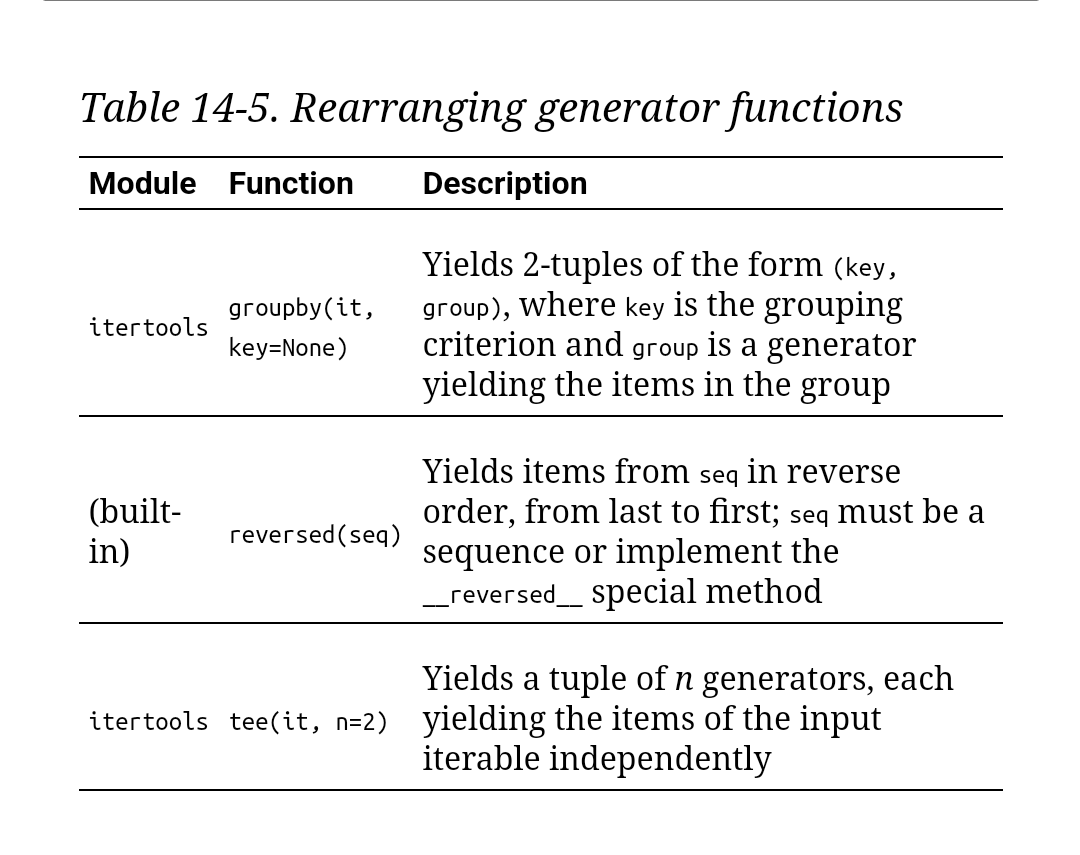 Table 14-5. Rearranging generator functions
Module Function Description
itertools
groupby(it,
key=None)
Yields 2-tuples of the form (key,
group), where key is the grouping
criterion and group is a generator
yielding the items in the group
(built-
in)
reversed(seq)
Yields items from seq in reverse
order, from last to first; seq must be a
sequence or implement the
__reversed__ special method
itertools
tee(it, n=2)
Yields a tuple of n generators, each
yielding the items of the input
iterable independently